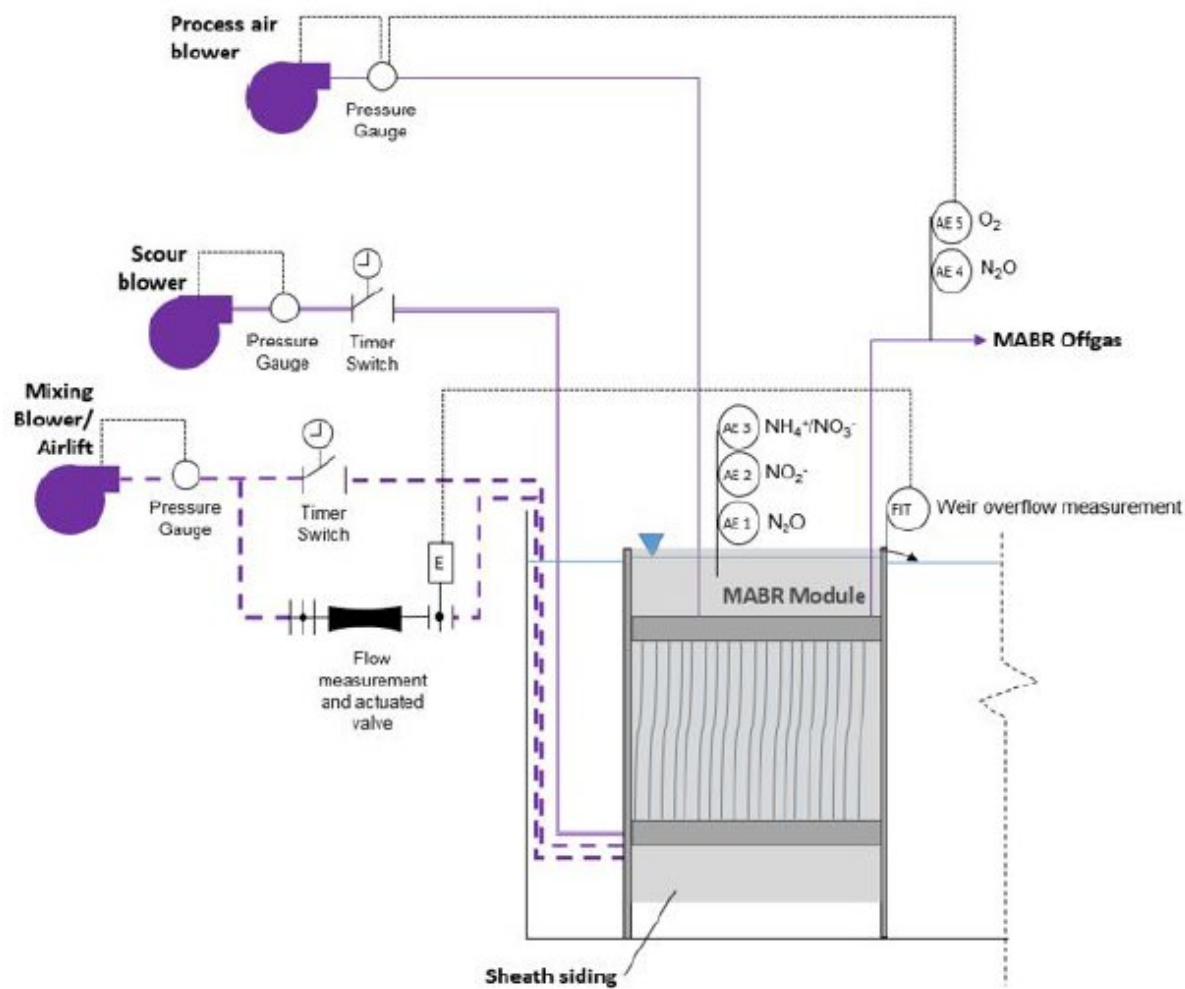 Process air
blower
Pressure
Gauge
AE 5 O₂
AE 4 N₂O
Scour
blower
Pressure
Gauge
Timer
Switch
MABR Offgas
Mixing
Blower/
Airlift
Pressure
Gauge
Timer
Switch
AE 3 NH₄⁺/NO₃⁻
AE 2 NO₂⁻
AE 1 N₂O
FIT Weir overflow measurement
E
MABR Module
Flow
measurement
and actuated
valve
Sheath siding